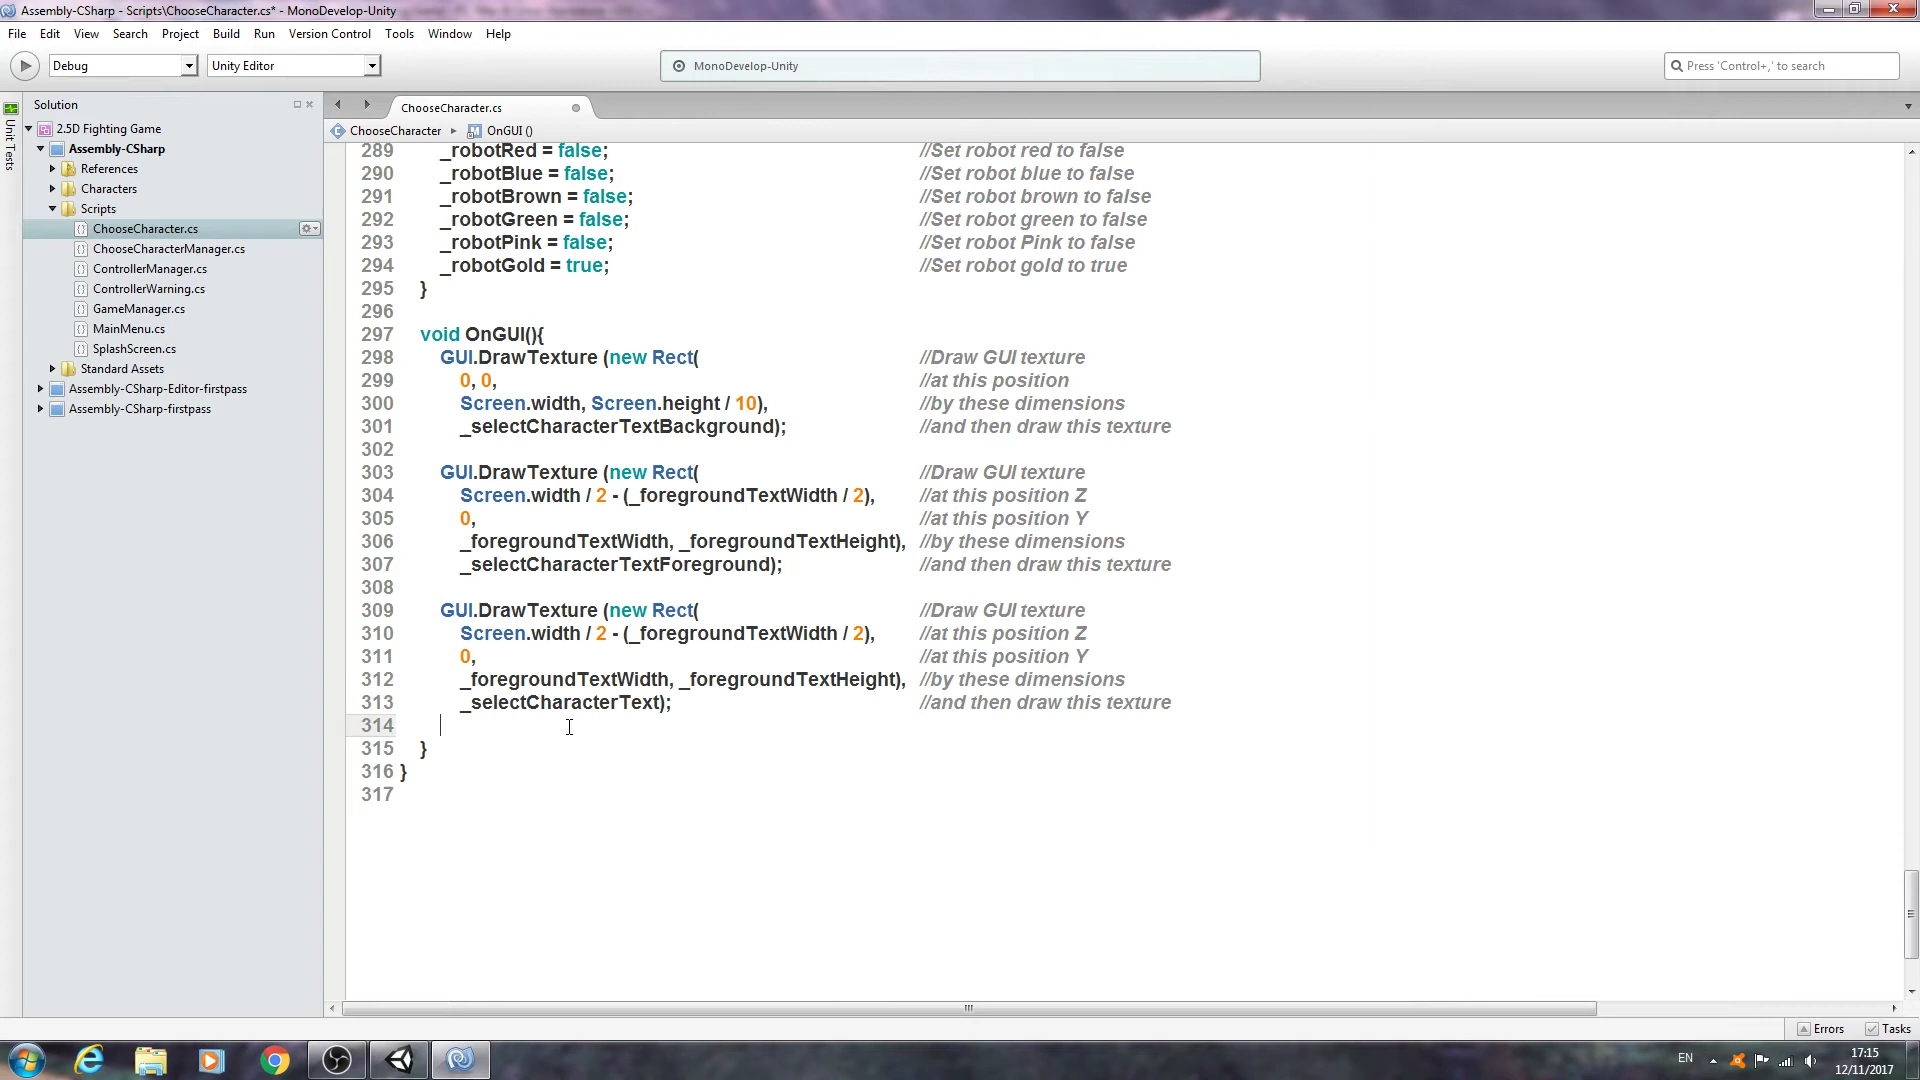 Assembly-CSharp - Scripts\ChooseCharacter.cs* - MonoDevelop-Unity
File Edit View Search Project Build Run Version Control Tools Window Help
Debug Unity Editor MonoDevelop-Unity Press 'Control+,' to search
Solution
Unit Tests
2.5D Fighting Game
Assembly-CSharp
References
Characters
Scripts
ChooseCharacter.cs
ChooseCharacterManager.cs
ControllerManager.cs
ControllerWarning.cs
GameManager.cs
MainMenu.cs
SplashScreen.cs
Standard Assets
Assembly-CSharp-Editor-firstpass
Assembly-CSharp-firstpass
ChooseCharacter.cs
ChooseCharacter OnGUI ()
289 _robotRed = false; //Set robot red to false
290 _robotBlue = false; //Set robot blue to false
291 _robotBrown = false; //Set robot brown to false
292 _robotGreen = false; //Set robot green to false
293 _robotPink = false; //Set robot Pink to false
294 _robotGold = true; //Set robot gold to true
295 }
296
297 void OnGUI(){
298 GUI.DrawTexture (new Rect( //Draw GUI texture
299 0, 0, //at this position
300 Screen.width, Screen.height / 10), //by these dimensions
301 _selectCharacterTextBackground); //and then draw this texture
302
303 GUI.DrawTexture (new Rect( //Draw GUI texture
304 Screen.width / 2 - (_foregroundTextWidth / 2), //at this position Z
305 0, //at this position Y
306 _foregroundTextWidth, _foregroundTextHeight), //by these dimensions
307 _selectCharacterTextForeground); //and then draw this texture
308
309 GUI.DrawTexture (new Rect( //Draw GUI texture
310 Screen.width / 2 - (_foregroundTextWidth / 2), //at this position Z
311 0, //at this position Y
312 _foregroundTextWidth, _foregroundTextHeight), //by these dimensions
313 _selectCharacterText); //and then draw this texture
314
315 }
316 }
317
Errors Tasks
EN
17:15
12/11/2017